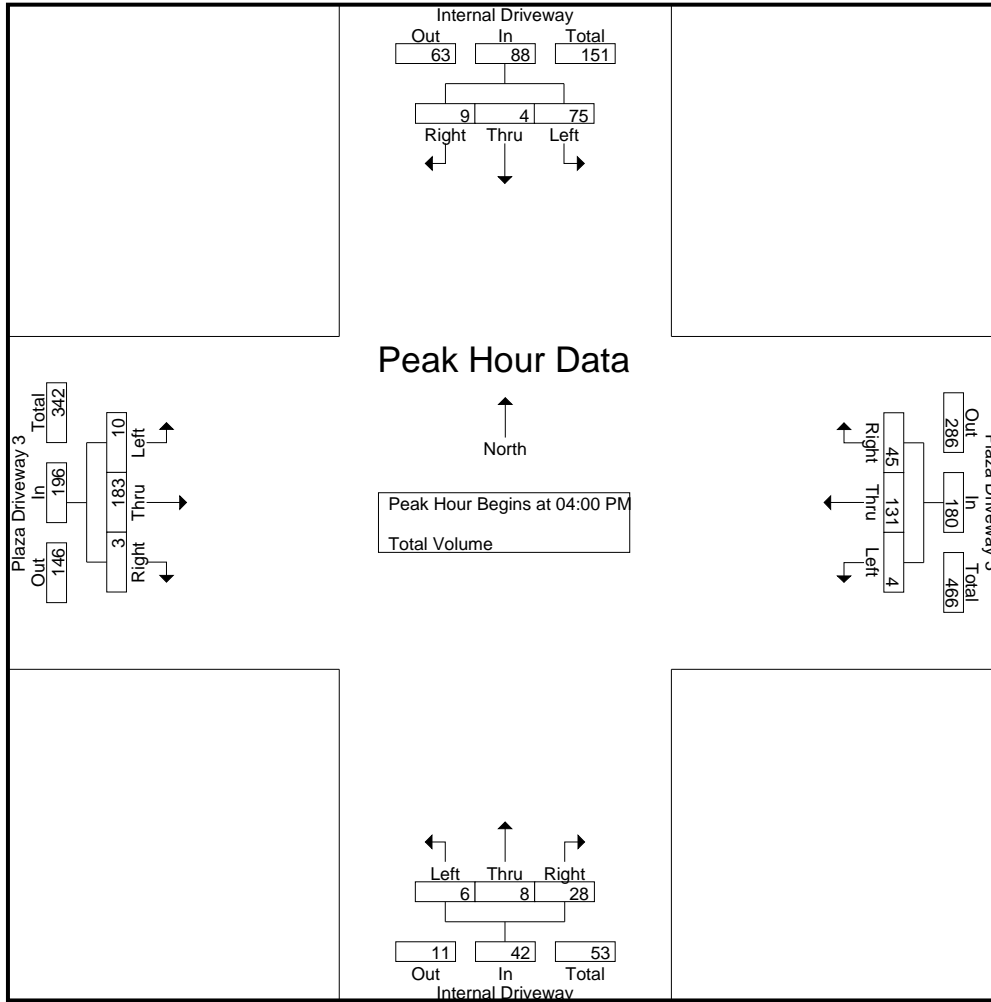 Internal Driveway
Out In Total
63 88 151
9 4 75
Right Thru Left
Peak Hour Data
North
Peak Hour Begins at 04:00 PM
Total Volume
Plaza Driveway 3
Total In Out
342 196 146
10 183 3
Left Thru Right
Plaza Driveway 3
Out In Total
286 180 466
45 131 4
Right Thru Left
Left Thru Right
6 8 28
11 42 53
Out In Total
Internal Driveway